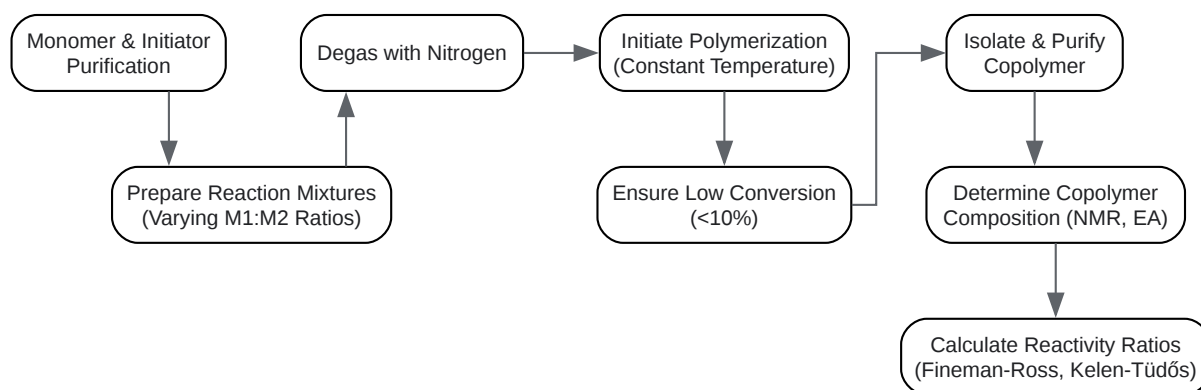 Monomer & Initiator
Purification
Prepare Reaction Mixtures
(Varying M1:M2 Ratios)
Degas with Nitrogen
Initiate Polymerization
(Constant Temperature)
Ensure Low Conversion
(<10%)
Isolate & Purify
Copolymer
Determine Copolymer
Composition (NMR, EA)
Calculate Reactivity Ratios
(Fineman-Ross, Kelen-Tüdős)